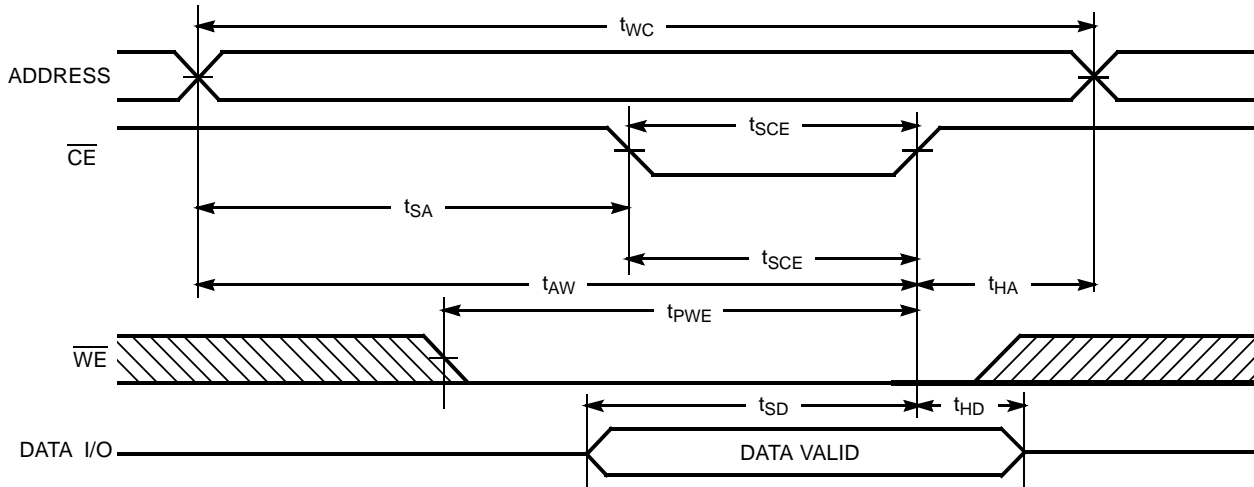 tWC
ADDRESS
tSCE
CE
tSA
tSCE
tAW
tHA
tPWE
WE
tSD
tHD
DATA I/O
DATA VALID